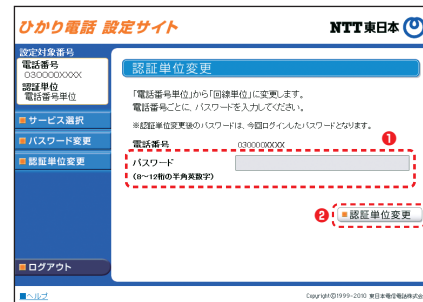 ひかり電話 設定サイト
NTT東日本
設定対象番号
電話番号
030000XXXX
認証単位
電話番号単位
サービス選択
パスワード変更
認証単位変更
ログアウト
ヘルプ
認証単位変更
「電話番号単位」から「回線単位」に変更します。
電話番号ごとに、パスワードを入力してください。
※認証単位変更後のパスワードは、今回ログインしたパスワードとなります。
電話番号 030000XXXX
1
パスワード
(8～12桁の半角英数字)
2
認証単位変更
Copyright©1999-2010 東日本電信電話株式会